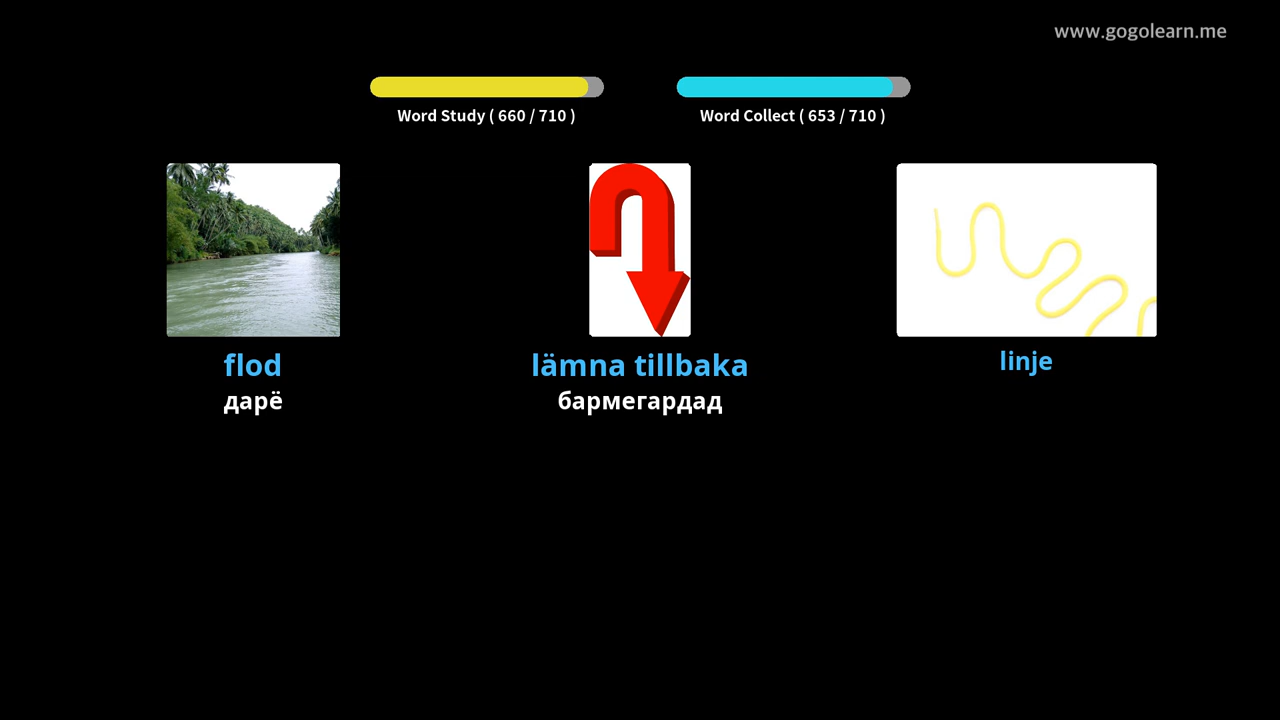 www.gogolearn.me
Word Study ( 660 / 710 )
Word Collect ( 653 / 710 )
flod
дарё
lämna tillbaka
бармегардад
linje